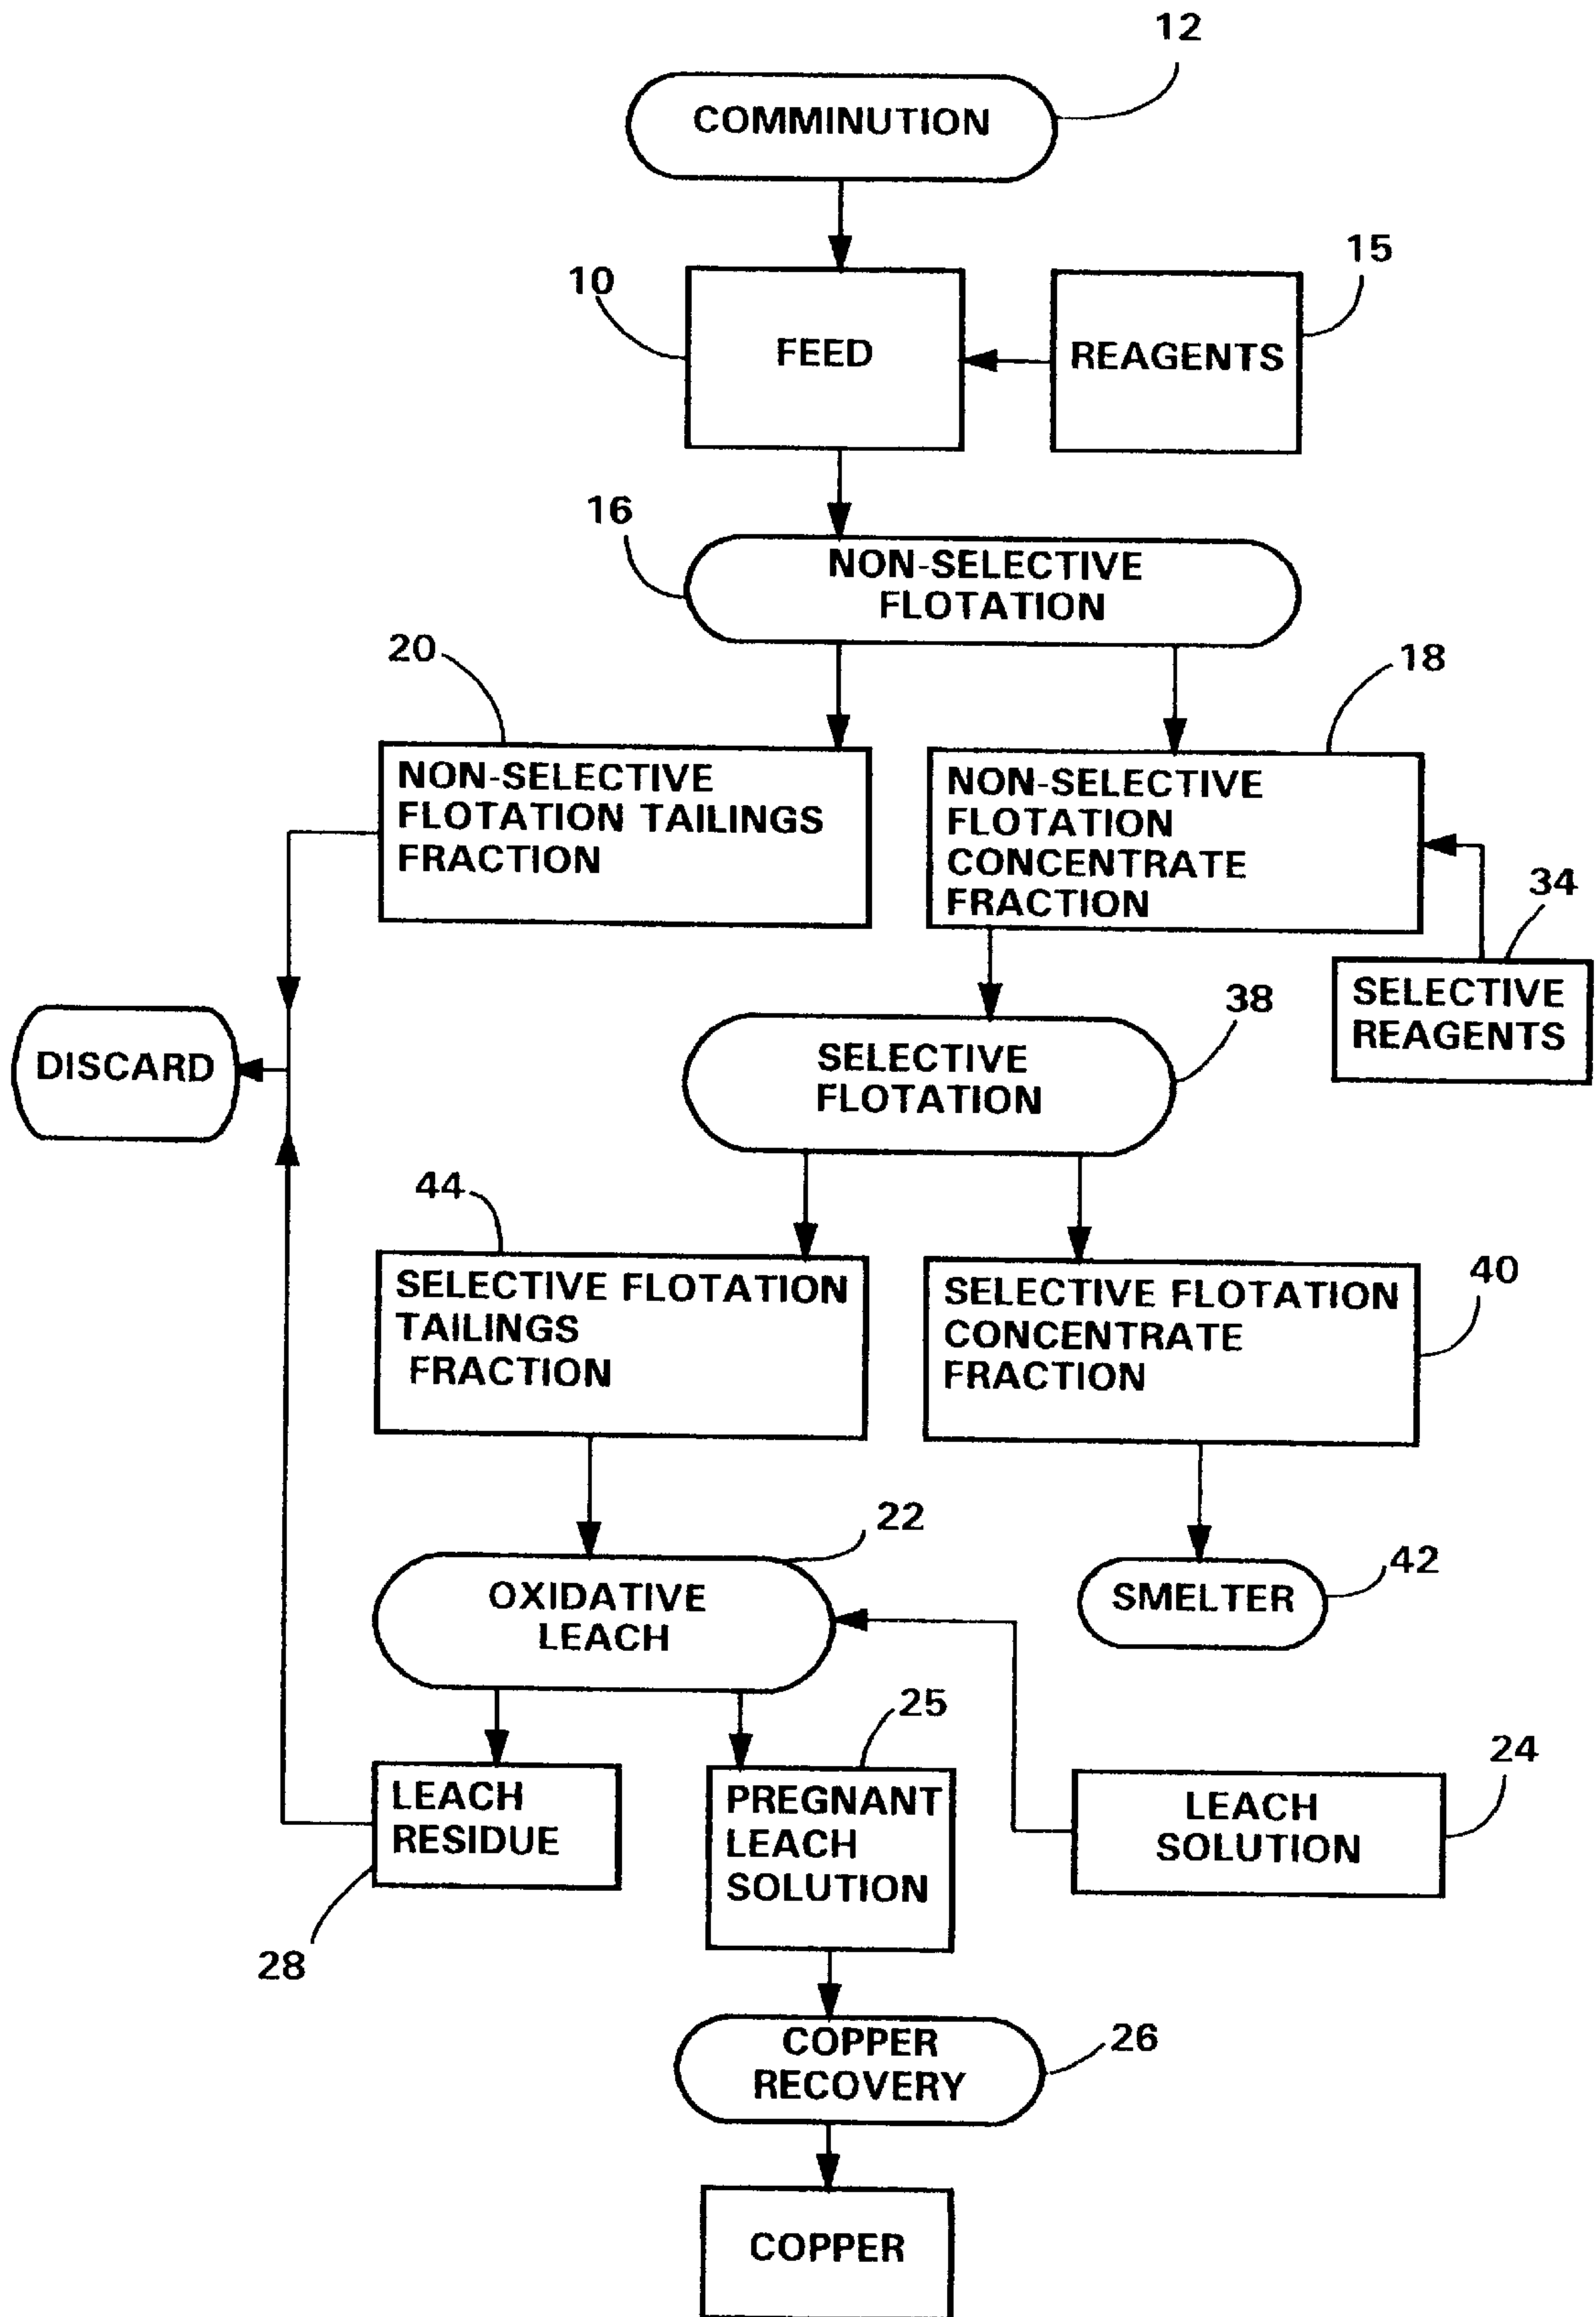 12
COMMINUTION
15
10
FEED
REAGENTS
16
NON-SELECTIVE
FLOTATION
20
18
NON-SELECTIVE
FLOTATION TAILINGS
FRACTION
NON-SELECTIVE
FLOTATION
CONCENTRATE
FRACTION
34
SELECTIVE
REAGENTS
38
DISCARD
SELECTIVE
FLOTATION
44
SELECTIVE FLOTATION
TAILINGS
FRACTION
40
SELECTIVE FLOTATION
CONCENTRATE
FRACTION
22
OXIDATIVE
LEACH
42
SMELTER
25
24
LEACH
RESIDUE
PREGNANT
LEACH
SOLUTION
LEACH
SOLUTION
28
COPPER
RECOVERY
26
COPPER